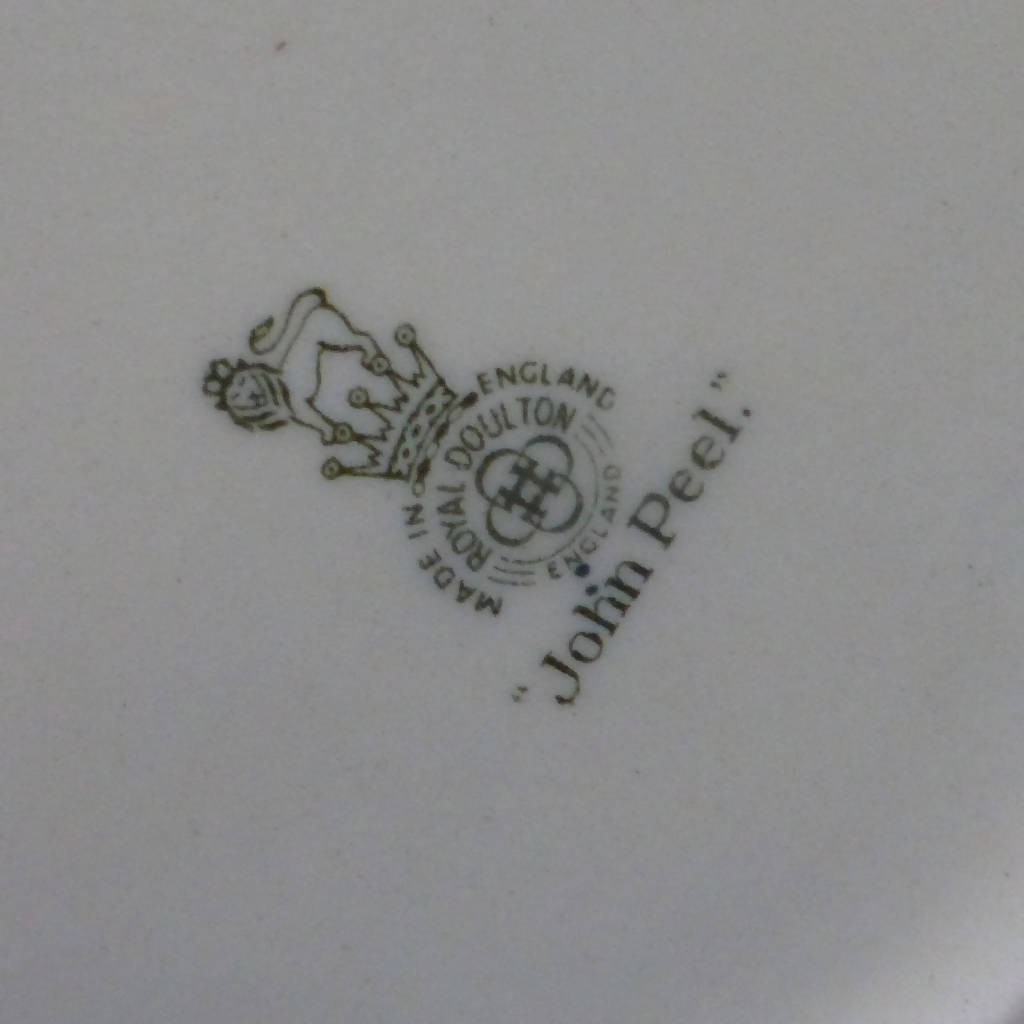 MADE IN ENGLAND
ROYAL DOULTON
ENGLAND
"John Peel."